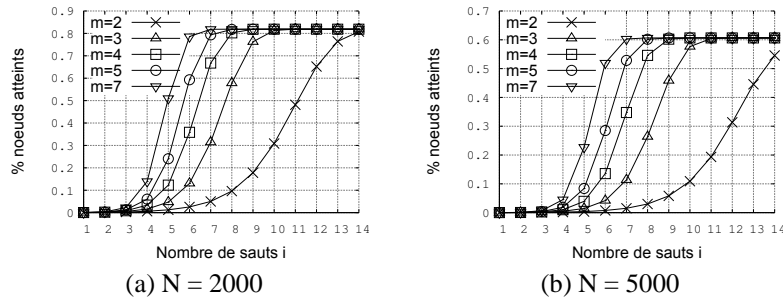 0.9
0.8
0.7
0.6
0.5
0.4
0.3
0.2
0.1
0
% noeuds atteints
m=2
m=3
m=4
m=5
m=7
1 2 3 4 5 6 7 8 9 10 11 12 13 14
Nombre de sauts i
(a) N = 2000
0.7
0.6
0.5
0.4
0.3
0.2
0.1
0
% noeuds atteints
m=2
m=3
m=4
m=5
m=7
1 2 3 4 5 6 7 8 9 10 11 12 13 14
Nombre de sauts i
(b) N = 5000